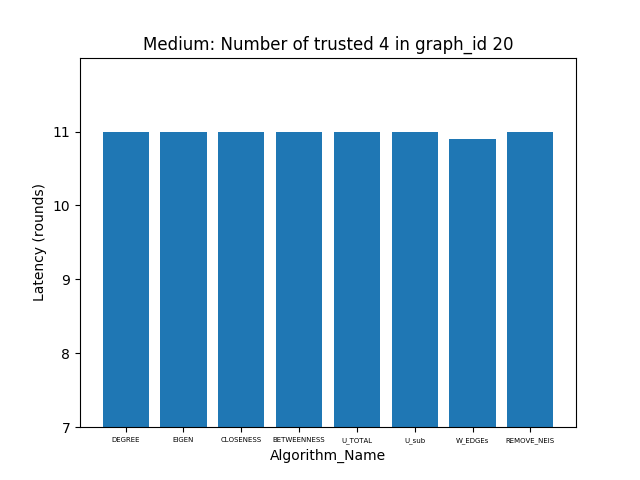 Medium: Number of trusted 4 in graph_id 20
Latency (rounds)
11
10
9
8
7
DEGREE EIGEN CLOSENESS BETWEENNESS U_TOTAL U_sub W_EDGEs REMOVE_NEIS
Algorithm_Name